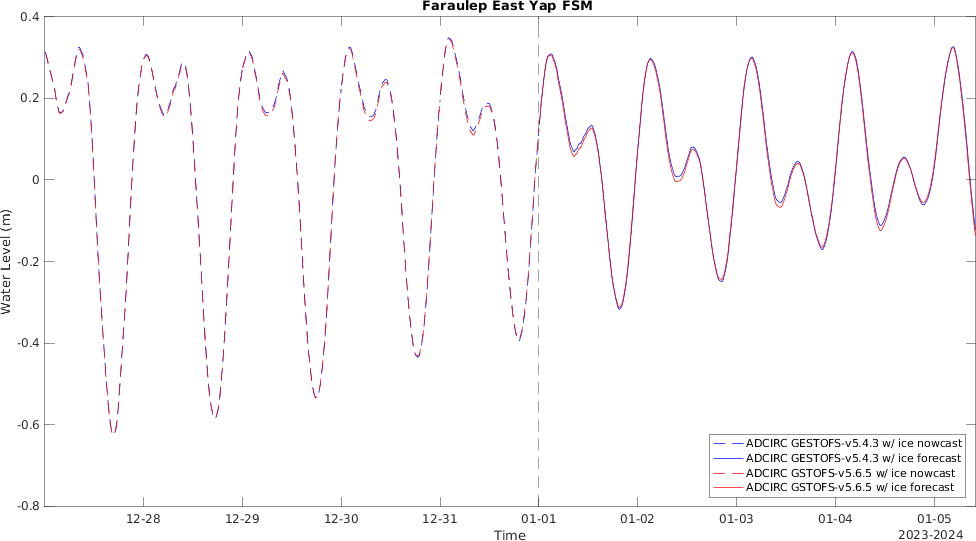 Faraulep East Yap FSM
0.4
0.2
0
-0.2
-0.4
-0.6
-0.8
Water Level (m)
12-28 12-29 12-30 12-31 01-01 01-02 01-03 01-04 01-05
Time
2023-2024
ADCIRC GESTOFS-v5.4.3 w/ ice nowcast
ADCIRC GESTOFS-v5.4.3 w/ ice forecast
ADCIRC GSTOFS-v5.6.5 w/ ice nowcast
ADCIRC GSTOFS-v5.6.5 w/ ice forecast